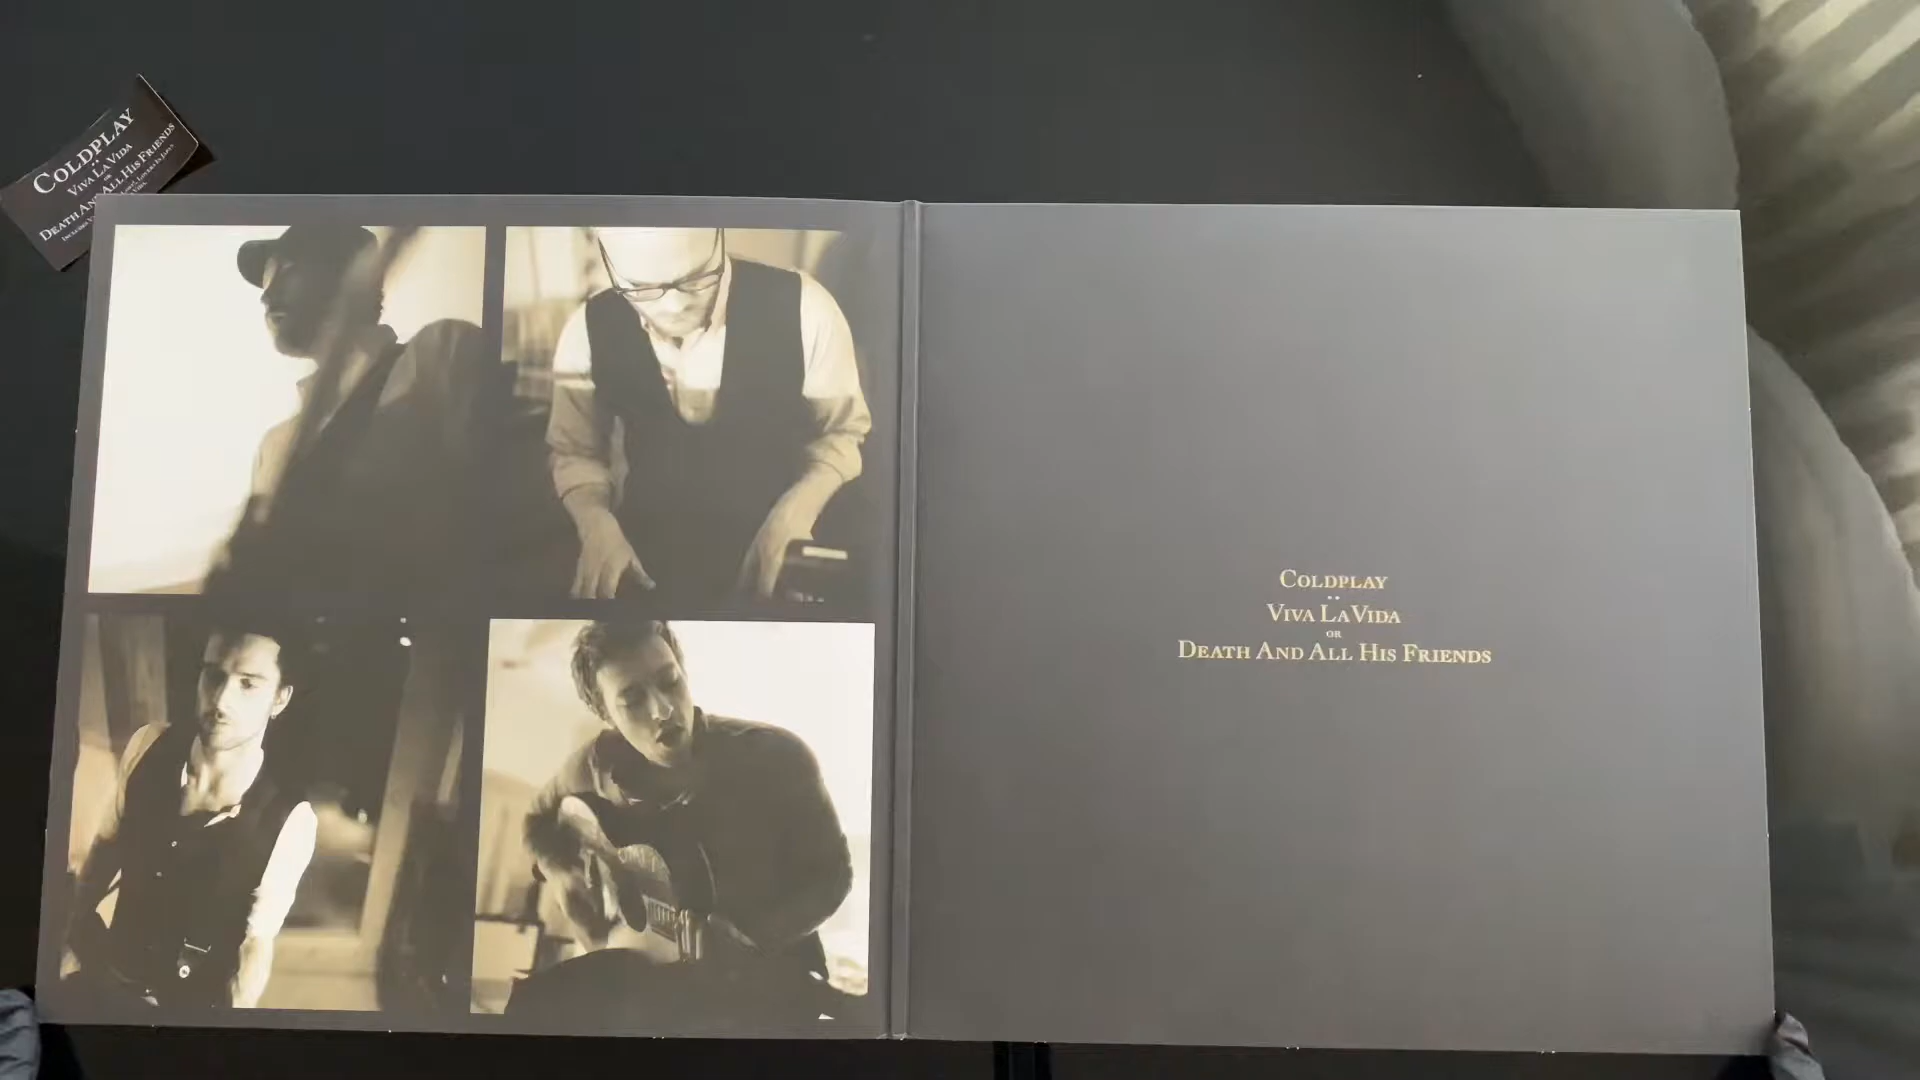 COLDPLAY
VIVA LA VIDA
OR
DEATH AND ALL HIS FRIENDS
COLDPLAY
VIVA LA VIDA
OR
DEATH AND ALL HIS FRIENDS